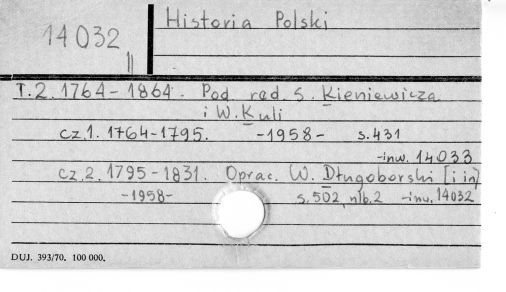 14032
Historia Polski
T.2. 1764-1864. Pod red. S. Kieniewicza
i W. Kuli
cz.1. 1764-1795. -1958- s.431
-inw. 14033
cz.2. 1795-1831. Oprac. W. Długoborski [i in]
-1958- s.502, nlb.2 -inw. 14032
DUJ. 393/70. 100 000.